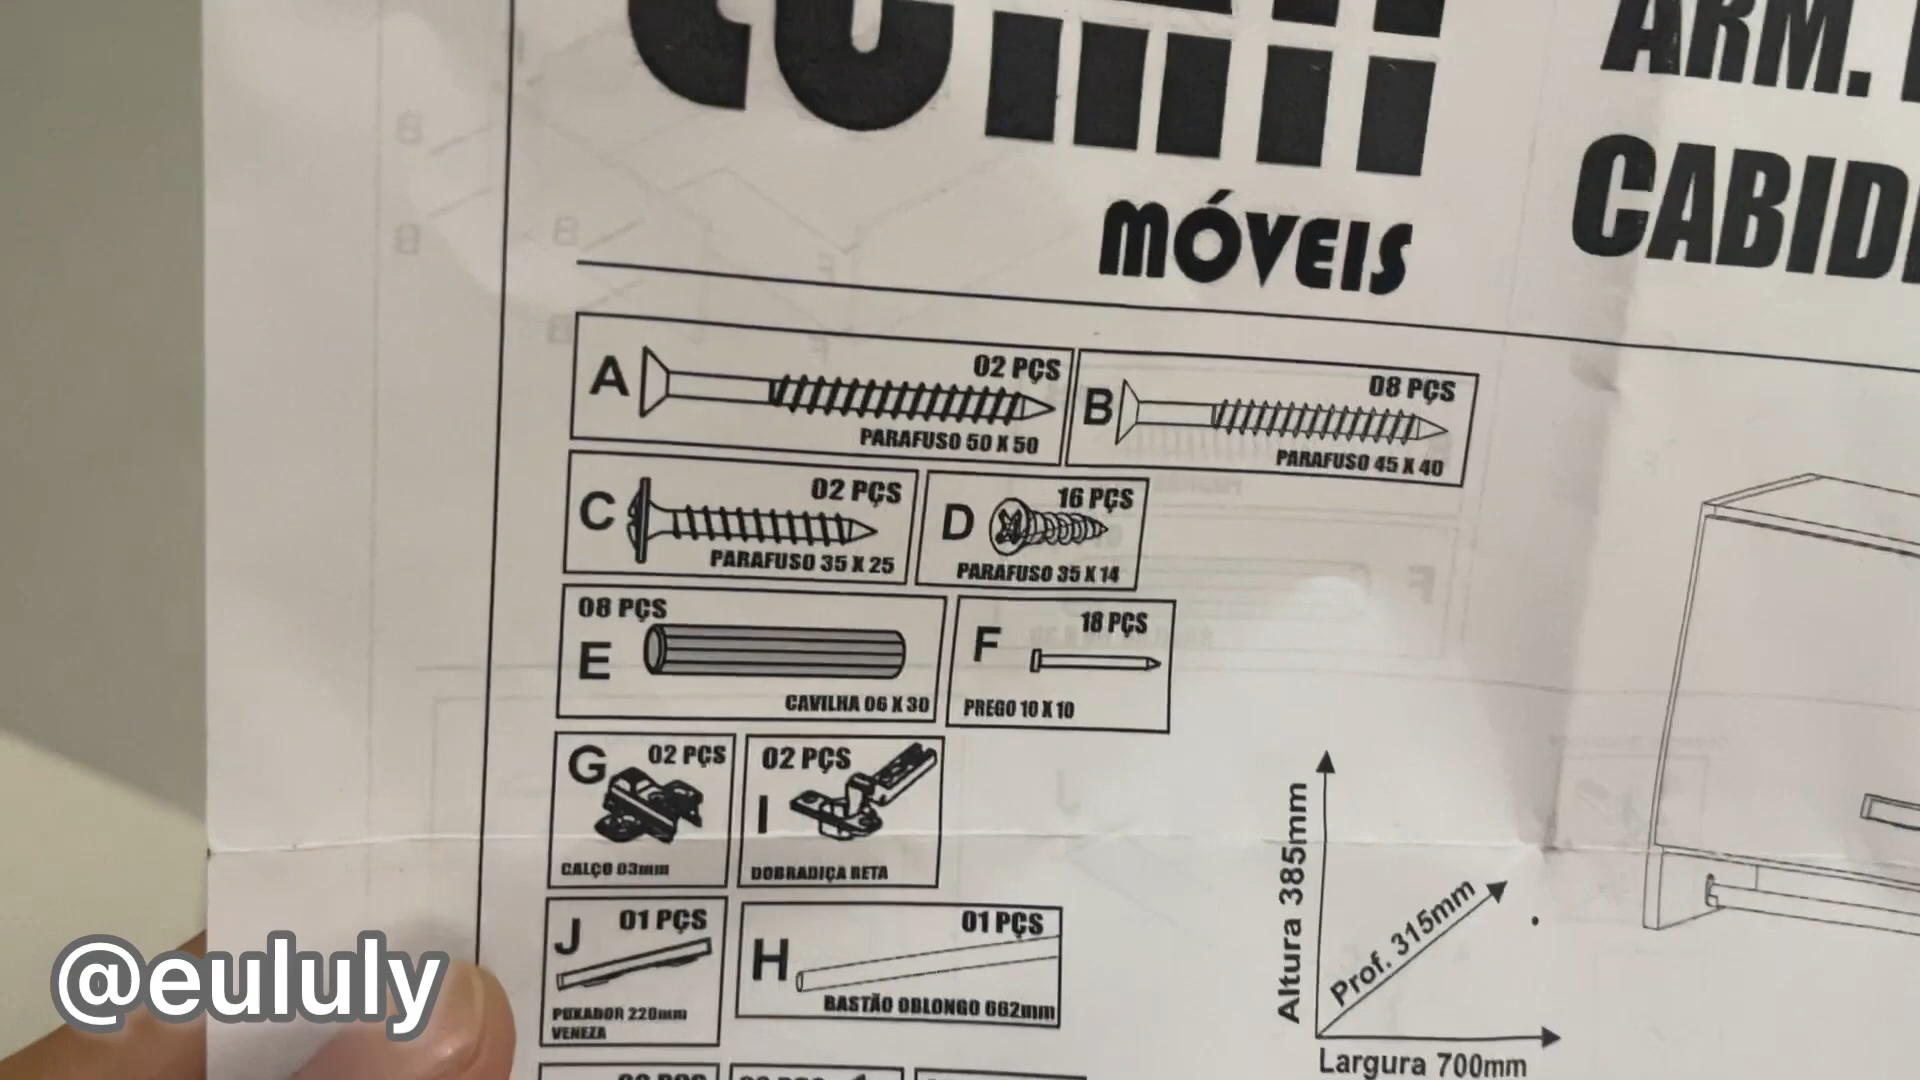 ARM.
CABID
MÓVEIS
A 02 PÇS
PARAFUSO 50 X 50
B 08 PÇS
PARAFUSO 45 X 40
C 02 PÇS
PARAFUSO 35 X 25
D 16 PÇS
PARAFUSO 35 X 14
08 PÇS
E
CAVILHA 06 X 30
F 18 PÇS
PREGO 10 X 10
G 02 PÇS
CALÇO 03mm
02 PÇS
I
DOBRADIÇA RETA
J 01 PÇS
PUXADOR 220mm
VENEZA
01 PÇS
H
BASTÃO OBLONGO 662mm
Altura 385mm
Prof. 315mm
Largura 700mm
@eululy